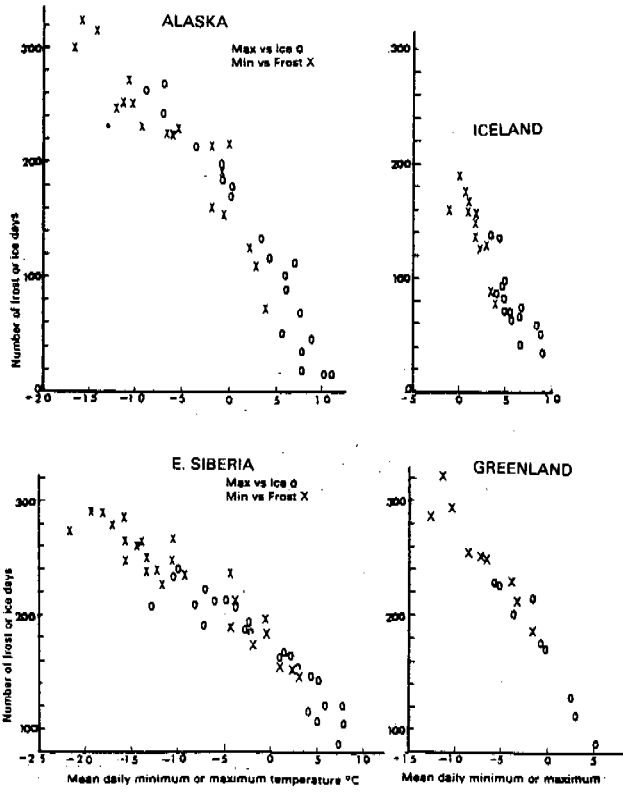 ALASKA
Max vs Ice o
Min vs Frost X
Number of frost or ice days
300
200
100
0
-20 -15 -10 -5 0 5 10
ICELAND
300
200
100
0
-5 0 5 10
E. SIBERIA
Max vs Ice o
Min vs Frost X
Number of frost or ice days
300
200
100
-25 -20 -15 -10 -5 0 5 10
Mean daily minimum or maximum temperature °C
GREENLAND
300
200
100
-15 -10 -5 0 5
Mean daily minimum or maximum